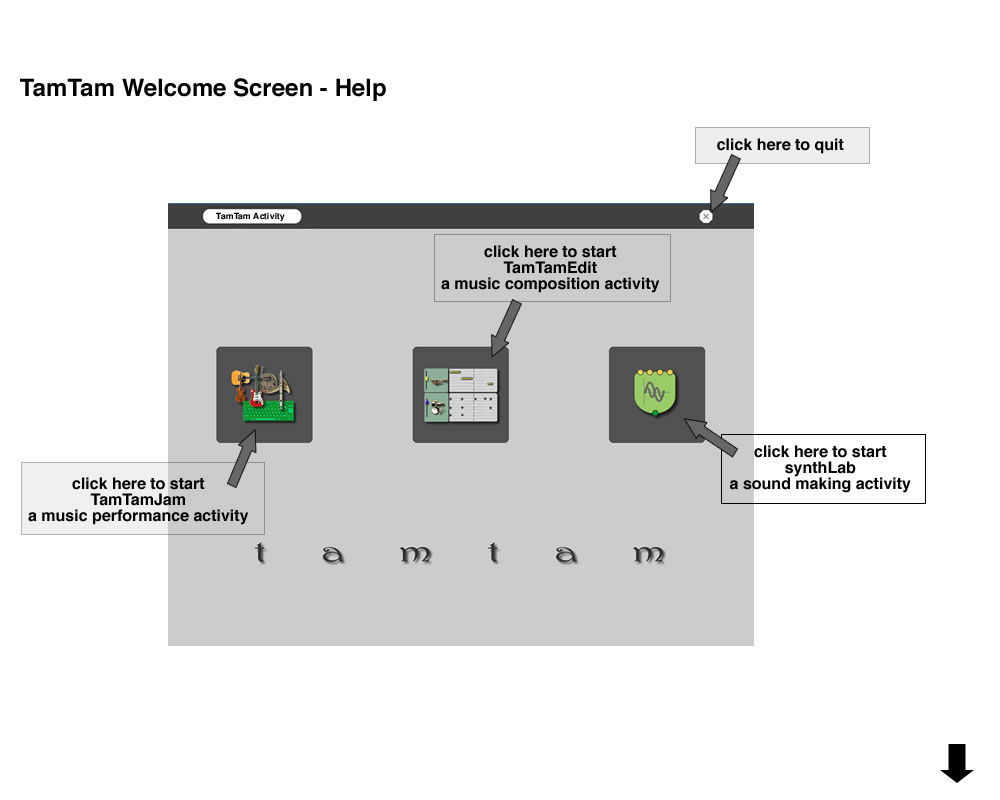 TamTam Welcome Screen - Help
click here to quit
TamTam Activity
click here to start
TamTamEdit
a music composition activity
click here to start
synthLab
a sound making activity
click here to start
TamTamJam
a music performance activity
t a m t a m